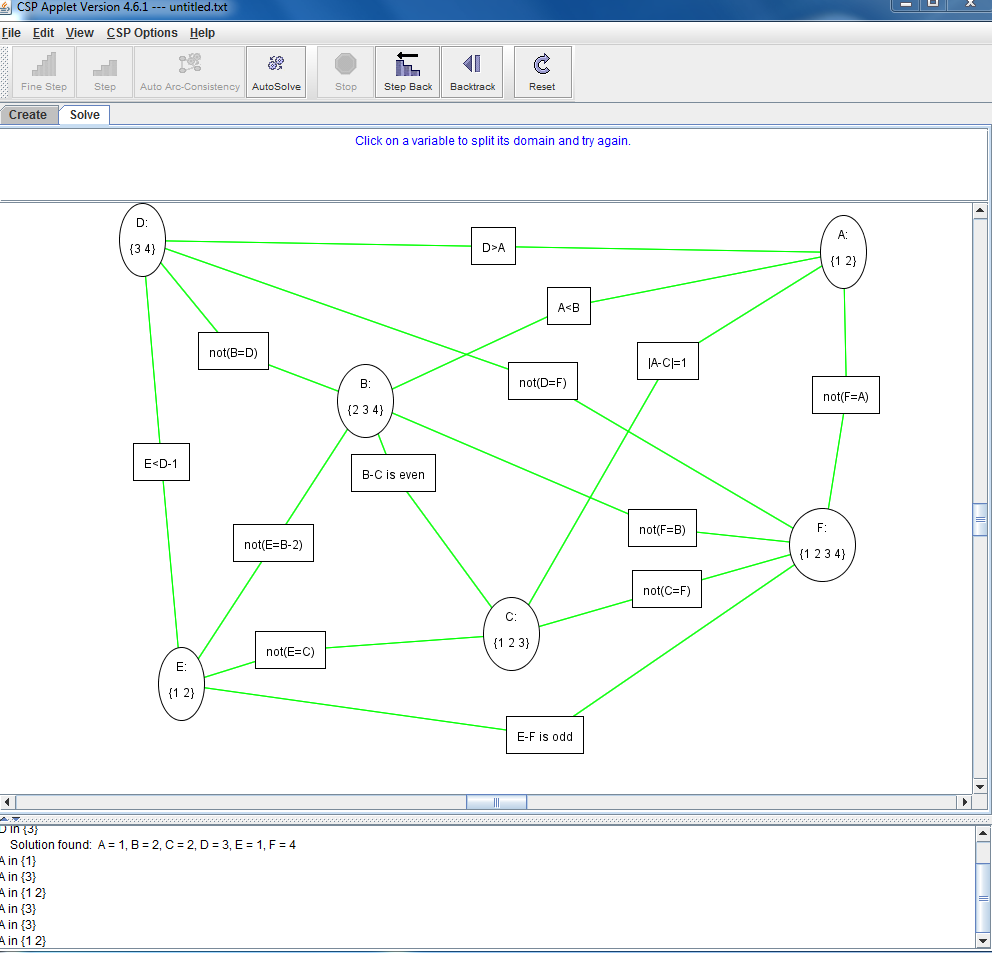 CSP Applet Version 4.6.1 --- untitled.txt
File Edit View CSP Options Help
Fine Step Step Auto Arc-Consistency AutoSolve Stop Step Back Backtrack Reset
Create Solve
Click on a variable to split its domain and try again.
D:
{3 4}
D>A
A:
{1 2}
A<B
not(B=D)
|A-C|=1
B:
{2 3 4}
not(D=F)
not(F=A)
E<D-1
B-C is even
not(E=B-2)
not(F=B)
F:
{1 2 3 4}
not(C=F)
C:
{1 2 3}
not(E=C)
E:
{1 2}
E-F is odd
D in {3}
Solution found: A = 1, B = 2, C = 2, D = 3, E = 1, F = 4
A in {1}
A in {3}
A in {1 2}
A in {3}
A in {3}
A in {1 2}